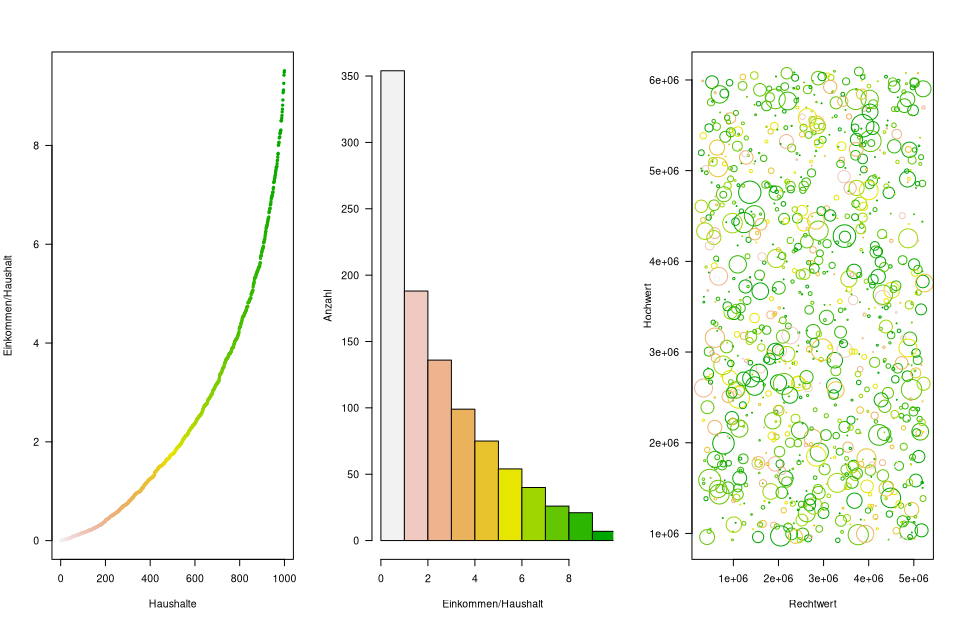 Einkommen/Haushalt
8
6
4
2
0
0 200 400 600 800 1000
Haushalte
Anzahl
350
300
250
200
150
100
50
0
0 2 4 6 8
Einkommen/Haushalt
Hochwert
6e+06
5e+06
4e+06
3e+06
2e+06
1e+06
1e+06 2e+06 3e+06 4e+06 5e+06
Rechtwert